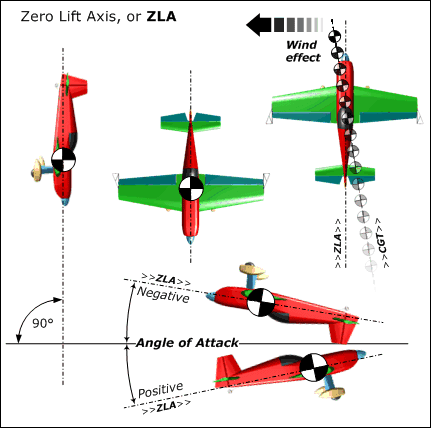 Zero Lift Axis, or ZLA
Wind
effect
>>ZLA>>
>>CGT>>
>>ZLA>>
Negative
90°
Angle of Attack
Positive
>>ZLA>>